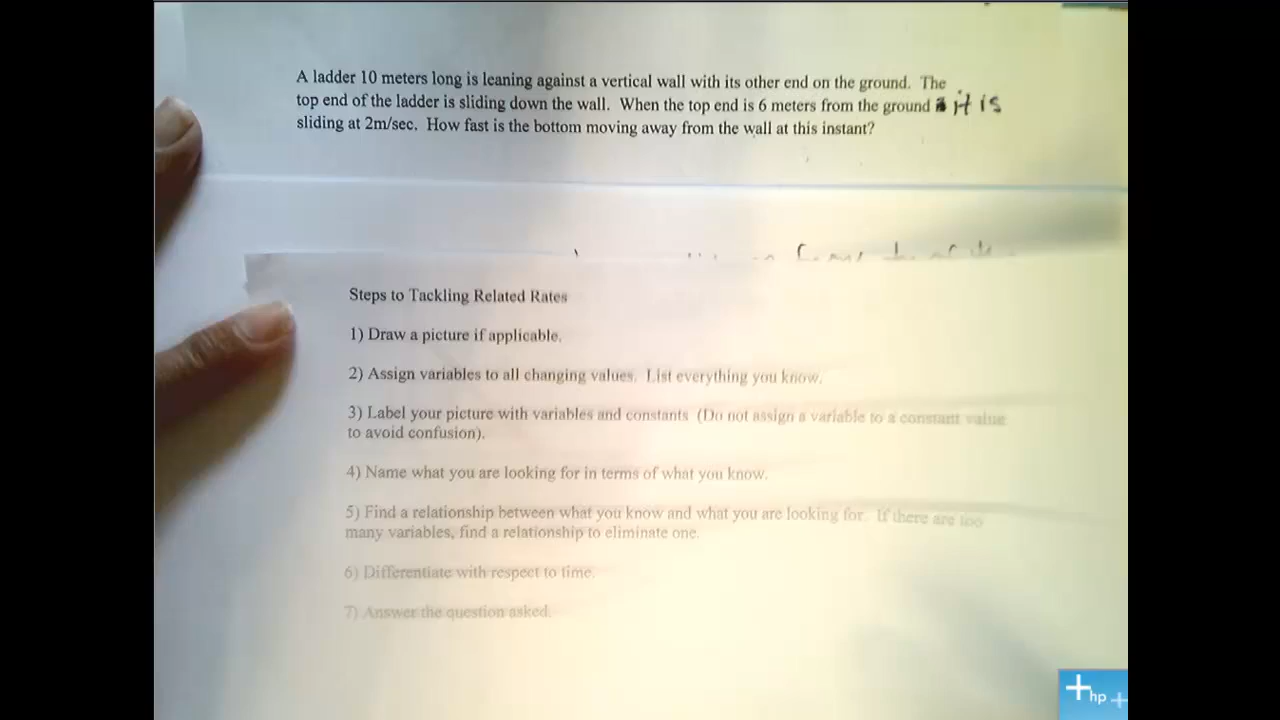 A ladder 10 meters long is leaning against a vertical wall with its other end on the ground. The
top end of the ladder is sliding down the wall. When the top end is 6 meters from the ground it is
sliding at 2m/sec. How fast is the bottom moving away from the wall at this instant?
Steps to Tackling Related Rates
1) Draw a picture if applicable.
2) Assign variables to all changing values. List everything you know.
3) Label your picture with variables and constants (Do not assign a variable to a constant value
to avoid confusion).
4) Name what you are looking for in terms of what you know.
5) Find a relationship between what you know and what you are looking for. If there are too
many variables, find a relationship to eliminate one.
6) Differentiate with respect to time.
7) Answer the question asked.
hp